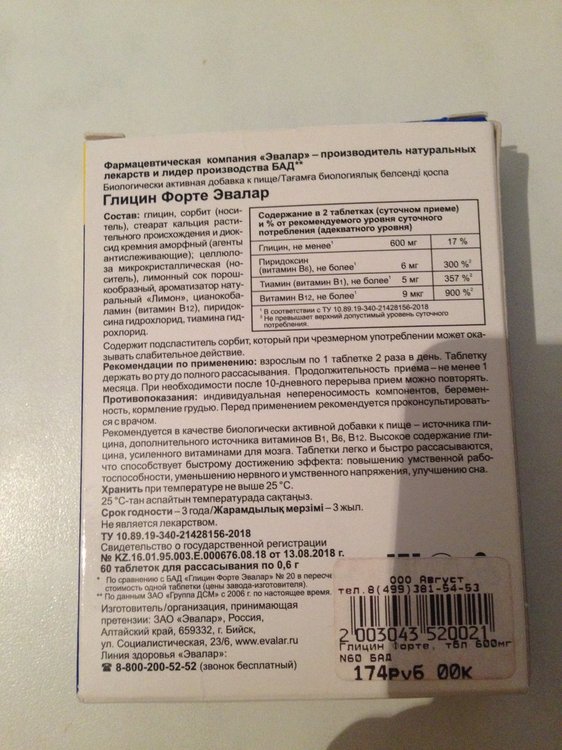 Фармацевтическая компания «Эвалар» – производитель натуральных
лекарств и лидер производства БАД**
Биологически активная добавка к пище/Тағамға биологиялық белсенді қоспа
Глицин Форте Эвалар
Состав: глицин, сорбит (носи-
тель), стеарат кальция расти-
тельного происхождения и диок-
сид кремния аморфный (агенты
антислеживающие); целлюло-
за микрокристаллическая (но-
ситель), лимонный сок порош-
кообразный, ароматизатор нату-
ральный «Лимон», цианокоба-
ламин (витамин B12), пиридок-
сина гидрохлорид, тиамина гид-
рохлорид.
Содержание в 2 таблетках (суточном приеме)
и % от рекомендуемого уровня суточного
потребления (адекватного уровня)
Глицин, не менее¹ 600 мг 17 %
Пиридоксин
(витамин B6), не более¹ 6 мг 300 %²
Тиамин (витамин B1), не более¹ 5 мг 357 %²
Витамин B12, не более¹ 9 мкг 900 %²
¹ В соответствии с ТУ 10.89.19-340-21428156-2018
² Не превышает верхний допустимый уровень суточного
потребления.
Содержит подсластитель сорбит, который при чрезмерном употреблении может ока-
зывать слабительное действие.
Рекомендации по применению: взрослым по 1 таблетке 2 раза в день. Таблетку
держать во рту до полного рассасывания. Продолжительность приема – не менее 1
месяца. При необходимости после 10-дневного перерыва прием можно повторять.
Противопоказания: индивидуальная непереносимость компонентов, беремен-
ность, кормление грудью. Перед применением рекомендуется проконсультировать-
ся с врачом.
Рекомендуется в качестве биологически активной добавки к пище – источника гли-
цина, дополнительного источника витаминов B1, B6, B12. Высокое содержание гли-
цина, усиленного витаминами для мозга. Таблетки легко и быстро рассасываются,
что способствует быстрому достижению эффекта: повышению умственной рабо-
тоспособности, уменьшению нервного и умственного напряжения, улучшению сна.
Хранить при температуре не выше 25 °С.
25 °С-тан аспайтын температурада сақтаңыз.
Срок годности – 3 года/Жарамдылық мерзімі – 3 жыл.
Не является лекарством.
ТУ 10.89.19-340-21428156-2018
Свидетельство о государственной регистрации
№ KZ.16.01.95.003.E.000676.08.18 от 13.08.2018 г.
60 таблеток для рассасывания по 0,6 г
* По сравнению с БАД «Глицин Форте Эвалар» № 20 в пересче
стоимость одной таблетки (цены завода-изготовителя).
** По данным ЗАО «Группа ДСМ» с 2006 г. по настоящее время.
Изготовитель/организация, принимающая
претензии: ЗАО «Эвалар», Россия,
Алтайский край, 659332, г. Бийск,
ул. Социалистическая, 23/6, www.evalar.ru
Линия здоровья «Эвалар»:
☎ 8-800-200-52-52 (звонок бесплатный)
ООО Август
тел.8(499)381-54-53
2 003043 520021
Глицин Форте, тбл 600мг
N60 БАД
174руб 00к